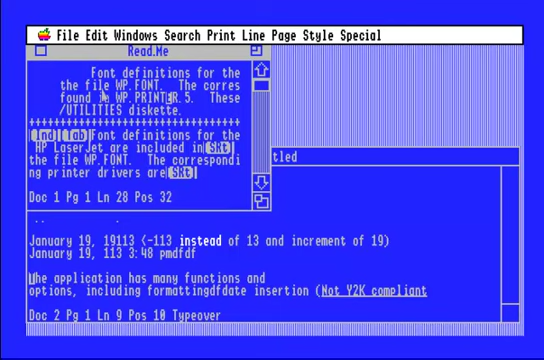 File Edit Windows Search Print Line Page Style Special
Read.Me
Font definitions for the
the file WP.FONT. The corres
found in WP.PRINTER.5. These
/UTILITIES diskette.
++++++++++++++++++++++++++++++++++
[Ind][Tab]Font definitions for the
HP LaserJet are included in[SRt]
the file WP.FONT. The correspondi
ng printer drivers are[SRt]
Doc 1 Pg 1 Ln 28 Pos 32
tled
January 19, 19113 (-113 instead of 13 and increment of 19)
January 19, 113 3:48 pmdfdf
he application has many functions and
options, including formattingdfdate insertion (Not Y2K compliant
Doc 2 Pg 1 Ln 9 Pos 10 Typeover